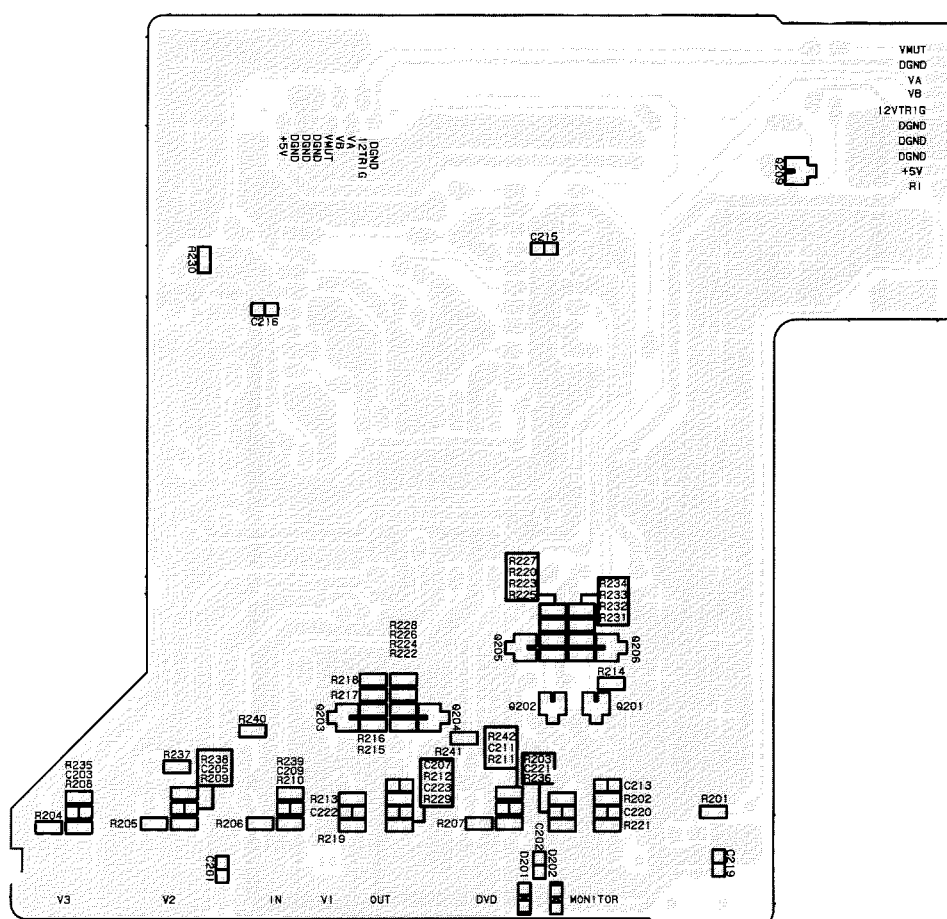 VMUT
DGND
VA
VB
12VTRIG
DGND
DGND
DGND
+5V
RI
+5V
DGND
DGND
DGND
VMUT
VB
VA
12TRIG
DGND
Q209
C215
R230
C216
R227
R220
R223
R225
R234
R233
R232
R231
R228
R226
R224
R222
Q205
Q206
R218
R217
R214
Q203
Q204
Q202
Q201
R240
R216
R215
R241
R242
C211
R211
R203
C221
R236
R237
R238
C205
R209
R235
C203
R208
R239
C209
R210
C207
R212
C223
R229
C213
R213
R202
R201
R204
R205
R206
C222
R207
C220
R219
R221
C202
C201
D201
D202
C219
V3
V2
IN
V1
OUT
DVD
MONITOR